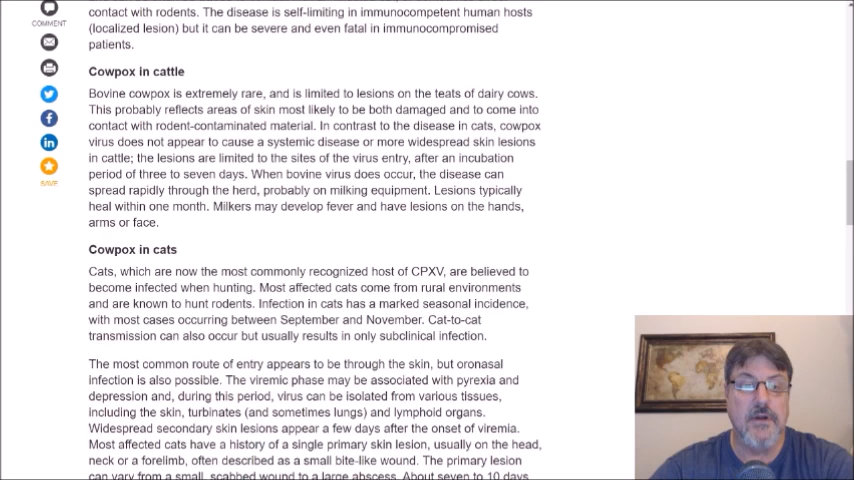 contact with rodents. The disease is self-limiting in immunocompetent human hosts
(localized lesion) but it can be severe and even fatal in immunocompromised
patients.
COMMENT
Cowpox in cattle
Bovine cowpox is extremely rare, and is limited to lesions on the teats of dairy cows.
This probably reflects areas of skin most likely to be both damaged and to come into
contact with rodent-contaminated material. In contrast to the disease in cats, cowpox
virus does not appear to cause a systemic disease or more widespread skin lesions
in cattle; the lesions are limited to the sites of the virus entry, after an incubation
period of three to seven days. When bovine virus does occur, the disease can
spread rapidly through the herd, probably on milking equipment. Lesions typically
heal within one month. Milkers may develop fever and have lesions on the hands,
arms or face.
SAVE
Cowpox in cats
Cats, which are now the most commonly recognized host of CPXV, are believed to
become infected when hunting. Most affected cats come from rural environments
and are known to hunt rodents. Infection in cats has a marked seasonal incidence,
with most cases occurring between September and November. Cat-to-cat
transmission can also occur but usually results in only subclinical infection.
The most common route of entry appears to be through the skin, but oronasal
infection is also possible. The viremic phase may be associated with pyrexia and
depression and, during this period, virus can be isolated from various tissues,
including the skin, turbinates (and sometimes lungs) and lymphoid organs.
Widespread secondary skin lesions appear a few days after the onset of viremia.
Most affected cats have a history of a single primary skin lesion, usually on the head,
neck or a forelimb, often described as a small bite-like wound. The primary lesion
can vary from a small, scabbed wound to a large abscess. About seven to 10 days